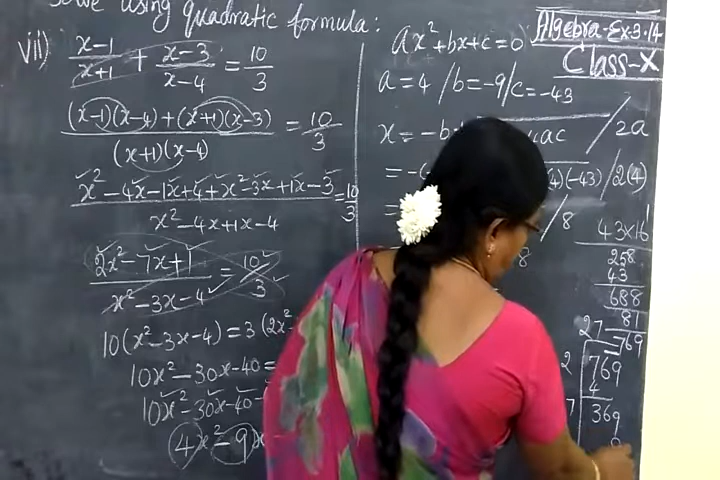 using quadratic formula:
vii) x-1/x+1 + x-3/x-4 = 10/3
(x-1)(x-4)+(x+1)(x-3)/(x+1)(x-4) = 10/3
x²-4x-1x+4+x²-3x+1x-3/x²-4x+1x-4 = 10/3
2x²-7x+1/x²-3x-4 = 10/3
10(x²-3x-4)=3(2x²
10x²-30x-40=
10x²-30x-40-
4x²-9x
Algebra-Ex-3.14
Class-X
ax²+bx+c=0
a=4/b=-9/c=-43
x=-b 4ac/2a
=-( 4)(-43)/2(4)
= /8
8
43×16
258
43
688
81
769
27
2 769
4
7 369